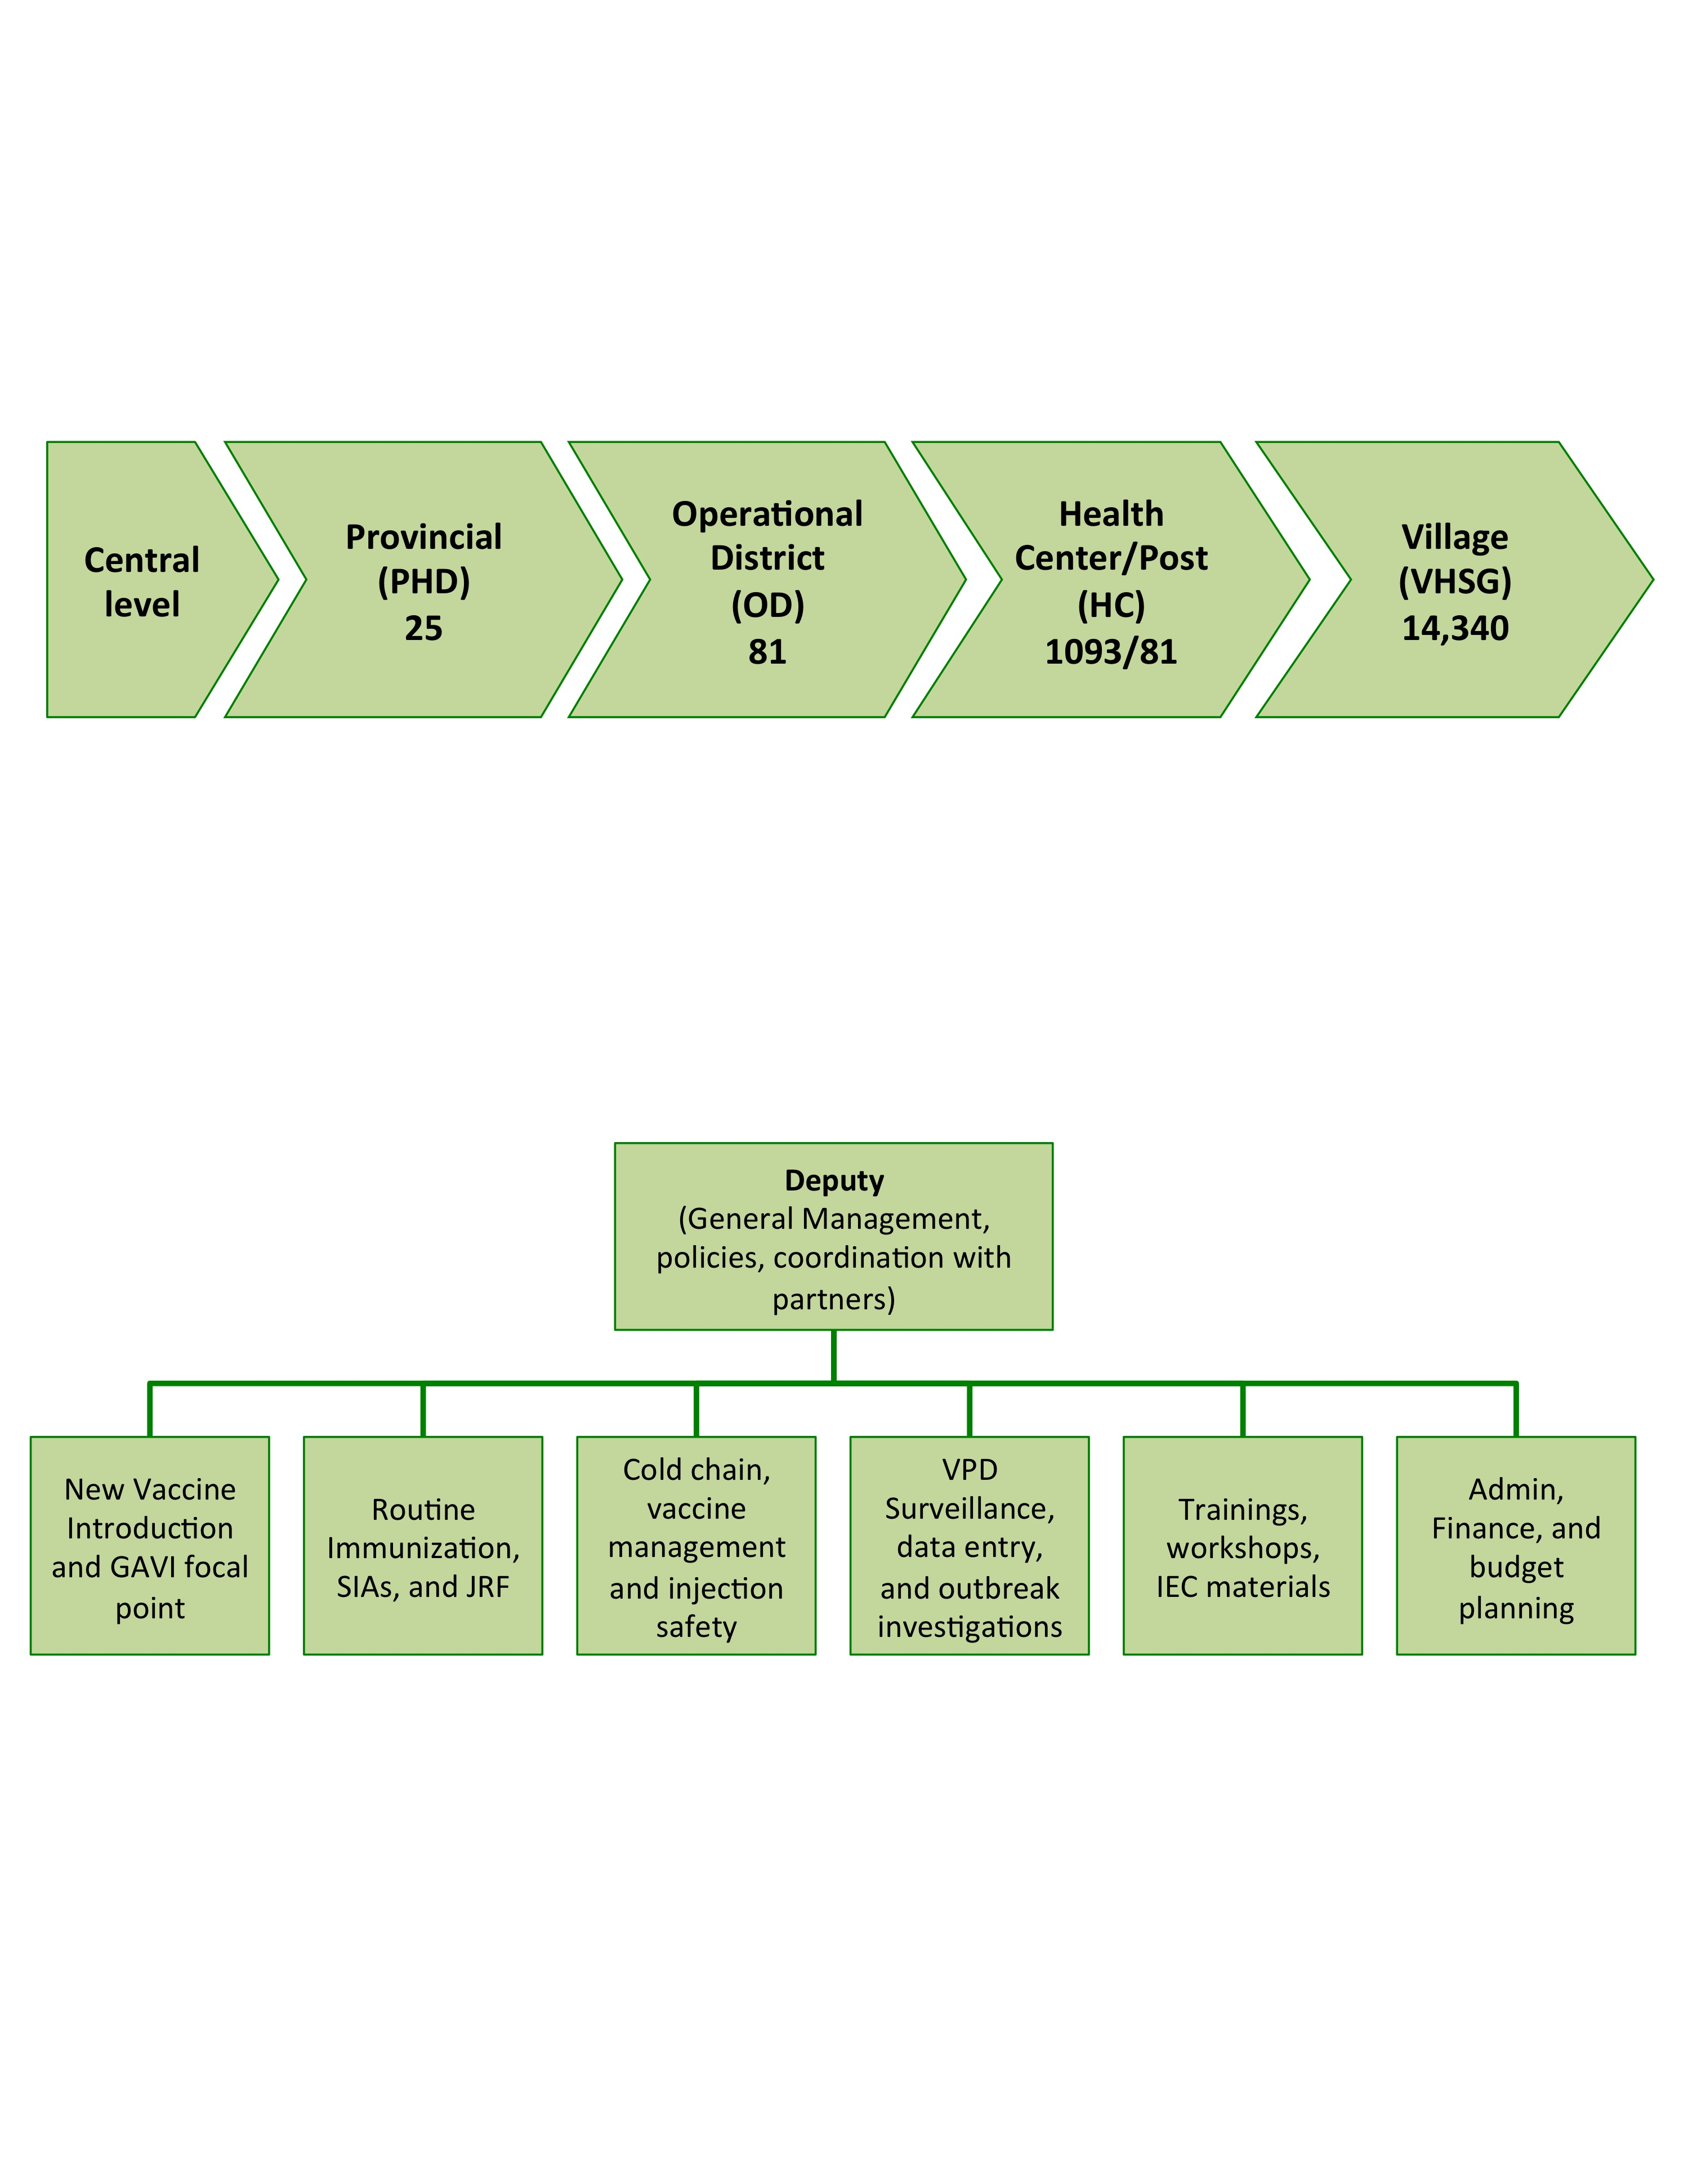 Central
level
Provincial
(PHD)
25
Operational
District
(OD)
81
Health
Center/Post
(HC)
1093/81
Village
(VHSG)
14,340
Deputy
(General Management,
policies, coordination with
partners)
New Vaccine
Introduction
and GAVI focal
point
Routine
Immunization,
SIAs, and JRF
Cold chain,
vaccine
management
and injection
safety
VPD
Surveillance,
data entry,
and outbreak
investigations
Trainings,
workshops,
IEC materials
Admin,
Finance, and
budget
planning